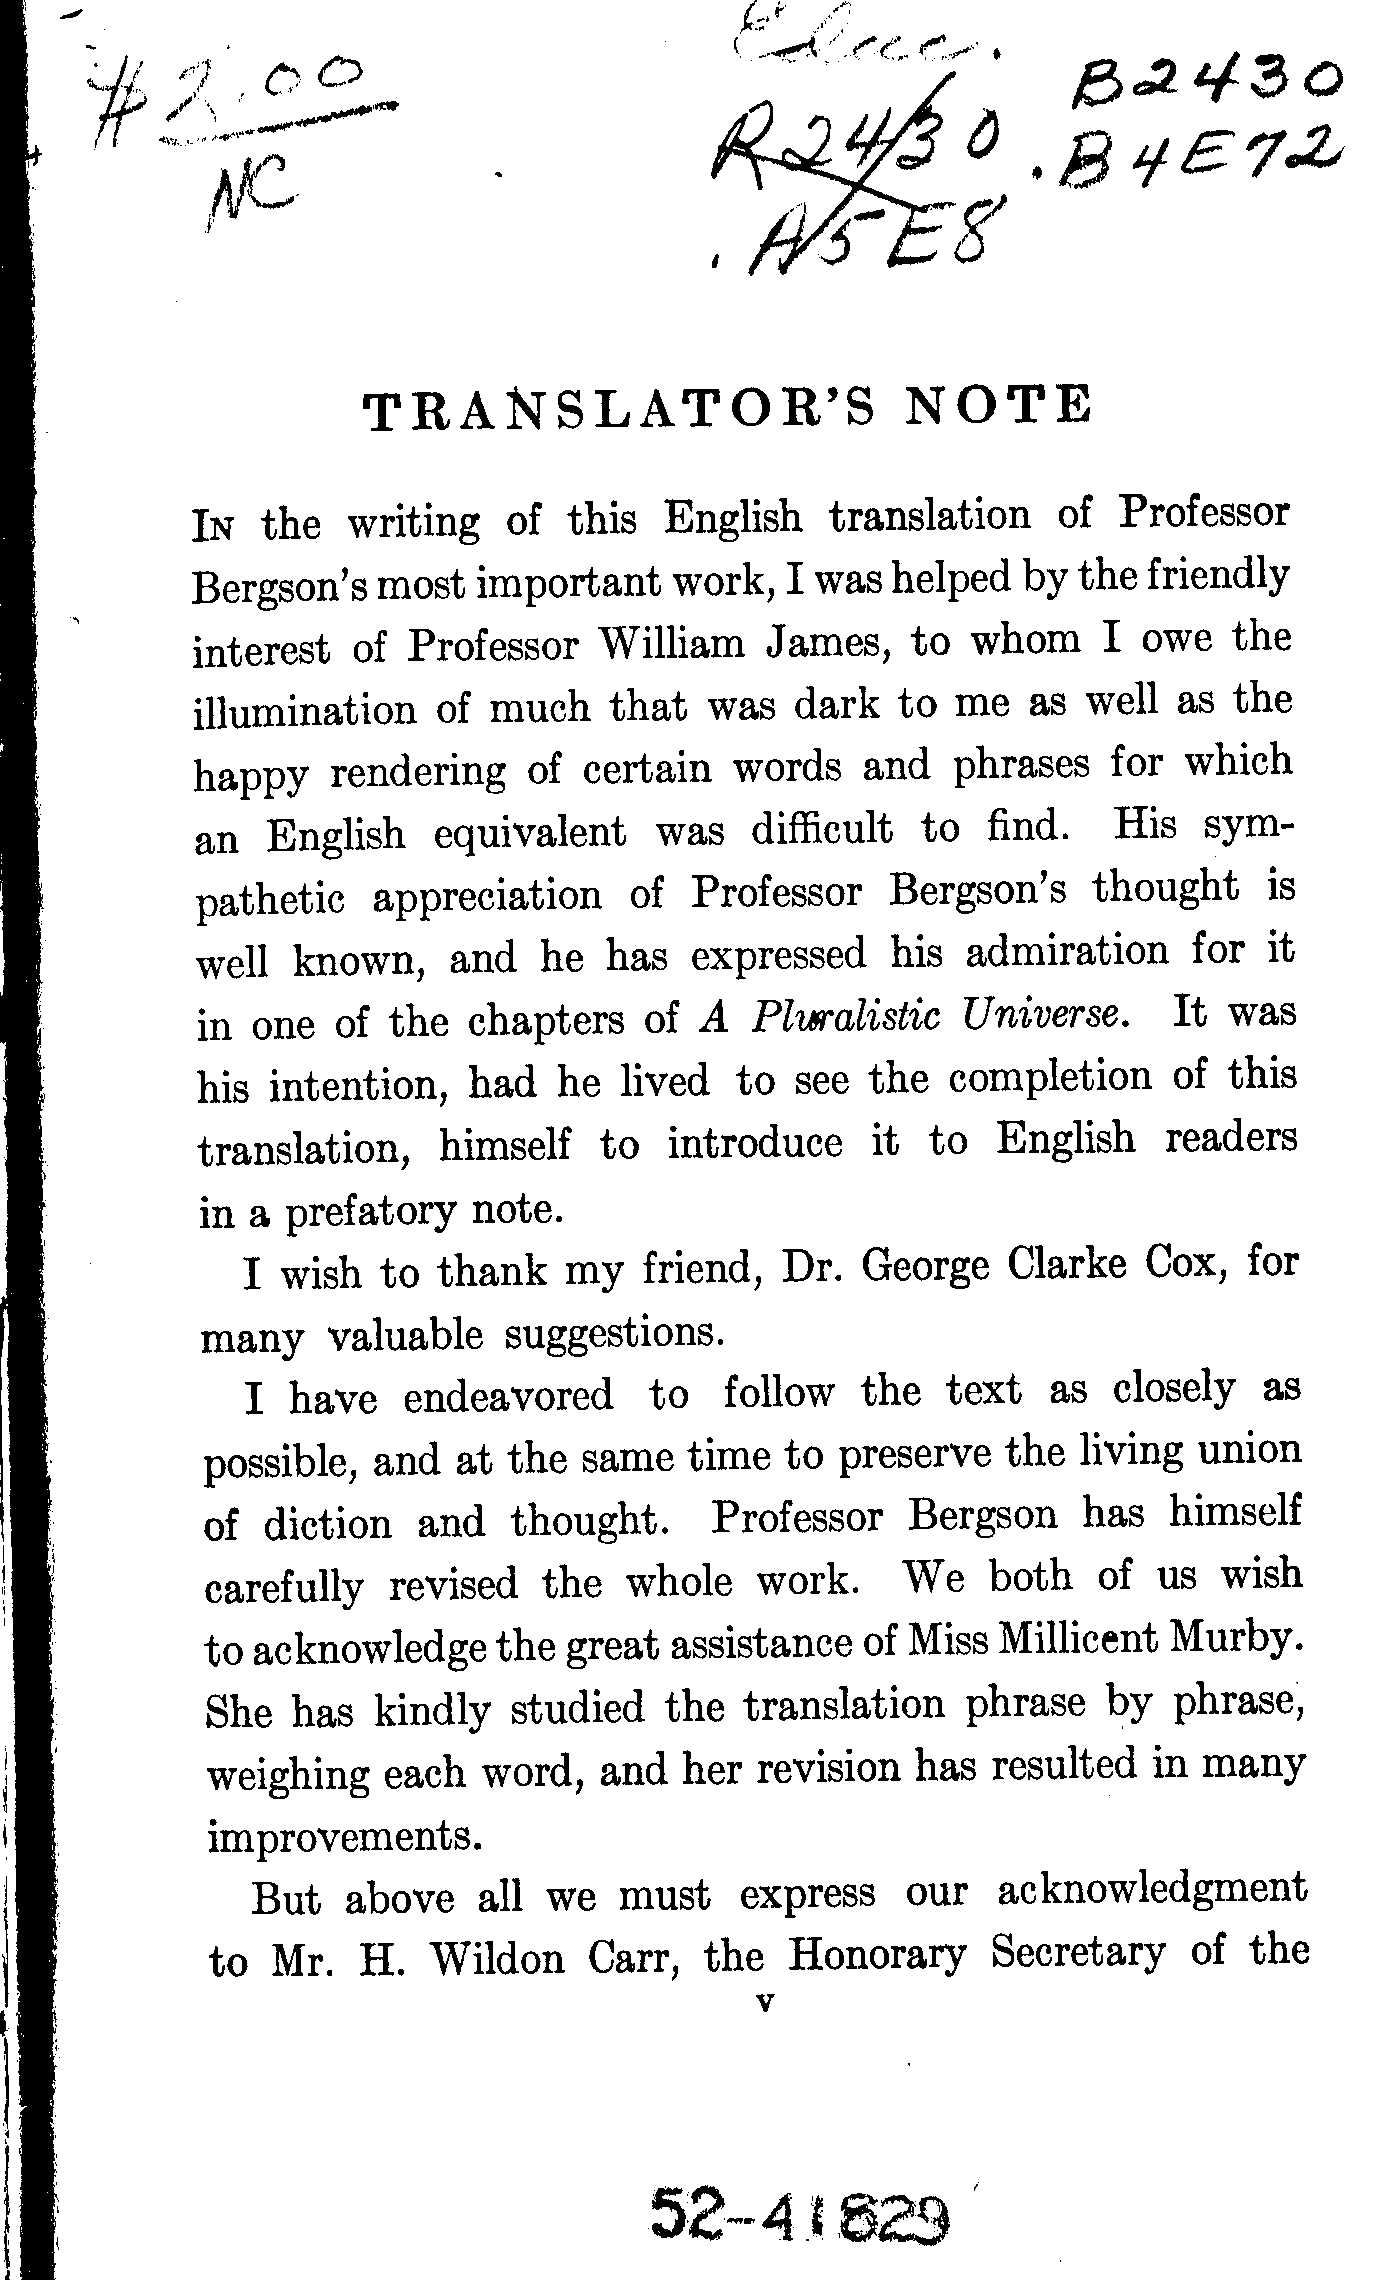 Educ.
$2.00
NC
R2430
.A5E8
B2430
.B4E72
TRANSLATOR'S NOTE
In the writing of this English translation of Professor
Bergson's most important work, I was helped by the friendly
interest of Professor William James, to whom I owe the
illumination of much that was dark to me as well as the
happy rendering of certain words and phrases for which
an English equivalent was difficult to find. His sym-
pathetic appreciation of Professor Bergson's thought is
well known, and he has expressed his admiration for it
in one of the chapters of A Pluralistic Universe. It was
his intention, had he lived to see the completion of this
translation, himself to introduce it to English readers
in a prefatory note.
I wish to thank my friend, Dr. George Clarke Cox, for
many valuable suggestions.
I have endeavored to follow the text as closely as
possible, and at the same time to preserve the living union
of diction and thought. Professor Bergson has himself
carefully revised the whole work. We both of us wish
to acknowledge the great assistance of Miss Millicent Murby.
She has kindly studied the translation phrase by phrase,
weighing each word, and her revision has resulted in many
improvements.
But above all we must express our acknowledgment
to Mr. H. Wildon Carr, the Honorary Secretary of the
v
52-41829